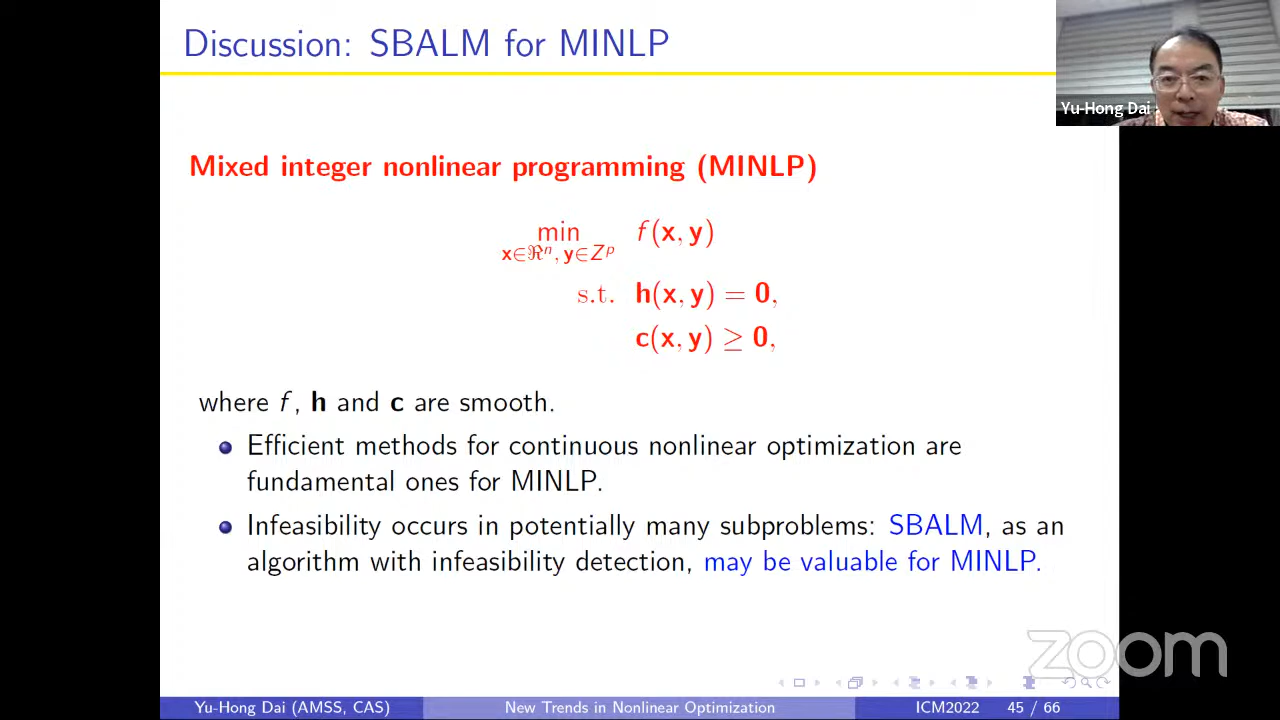 Discussion: SBALM for MINLP
Yu-Hong Dai
Mixed integer nonlinear programming (MINLP)
min f(x, y)
x∈ℜⁿ, y∈Zᵖ
s.t. h(x, y) = 0,
c(x, y) ≥ 0,
where f, h and c are smooth.
Efficient methods for continuous nonlinear optimization are
fundamental ones for MINLP.
Infeasibility occurs in potentially many subproblems: SBALM, as an
algorithm with infeasibility detection, may be valuable for MINLP.
zoom
Yu-Hong Dai (AMSS, CAS) New Trends in Nonlinear Optimization ICM2022 45 / 66